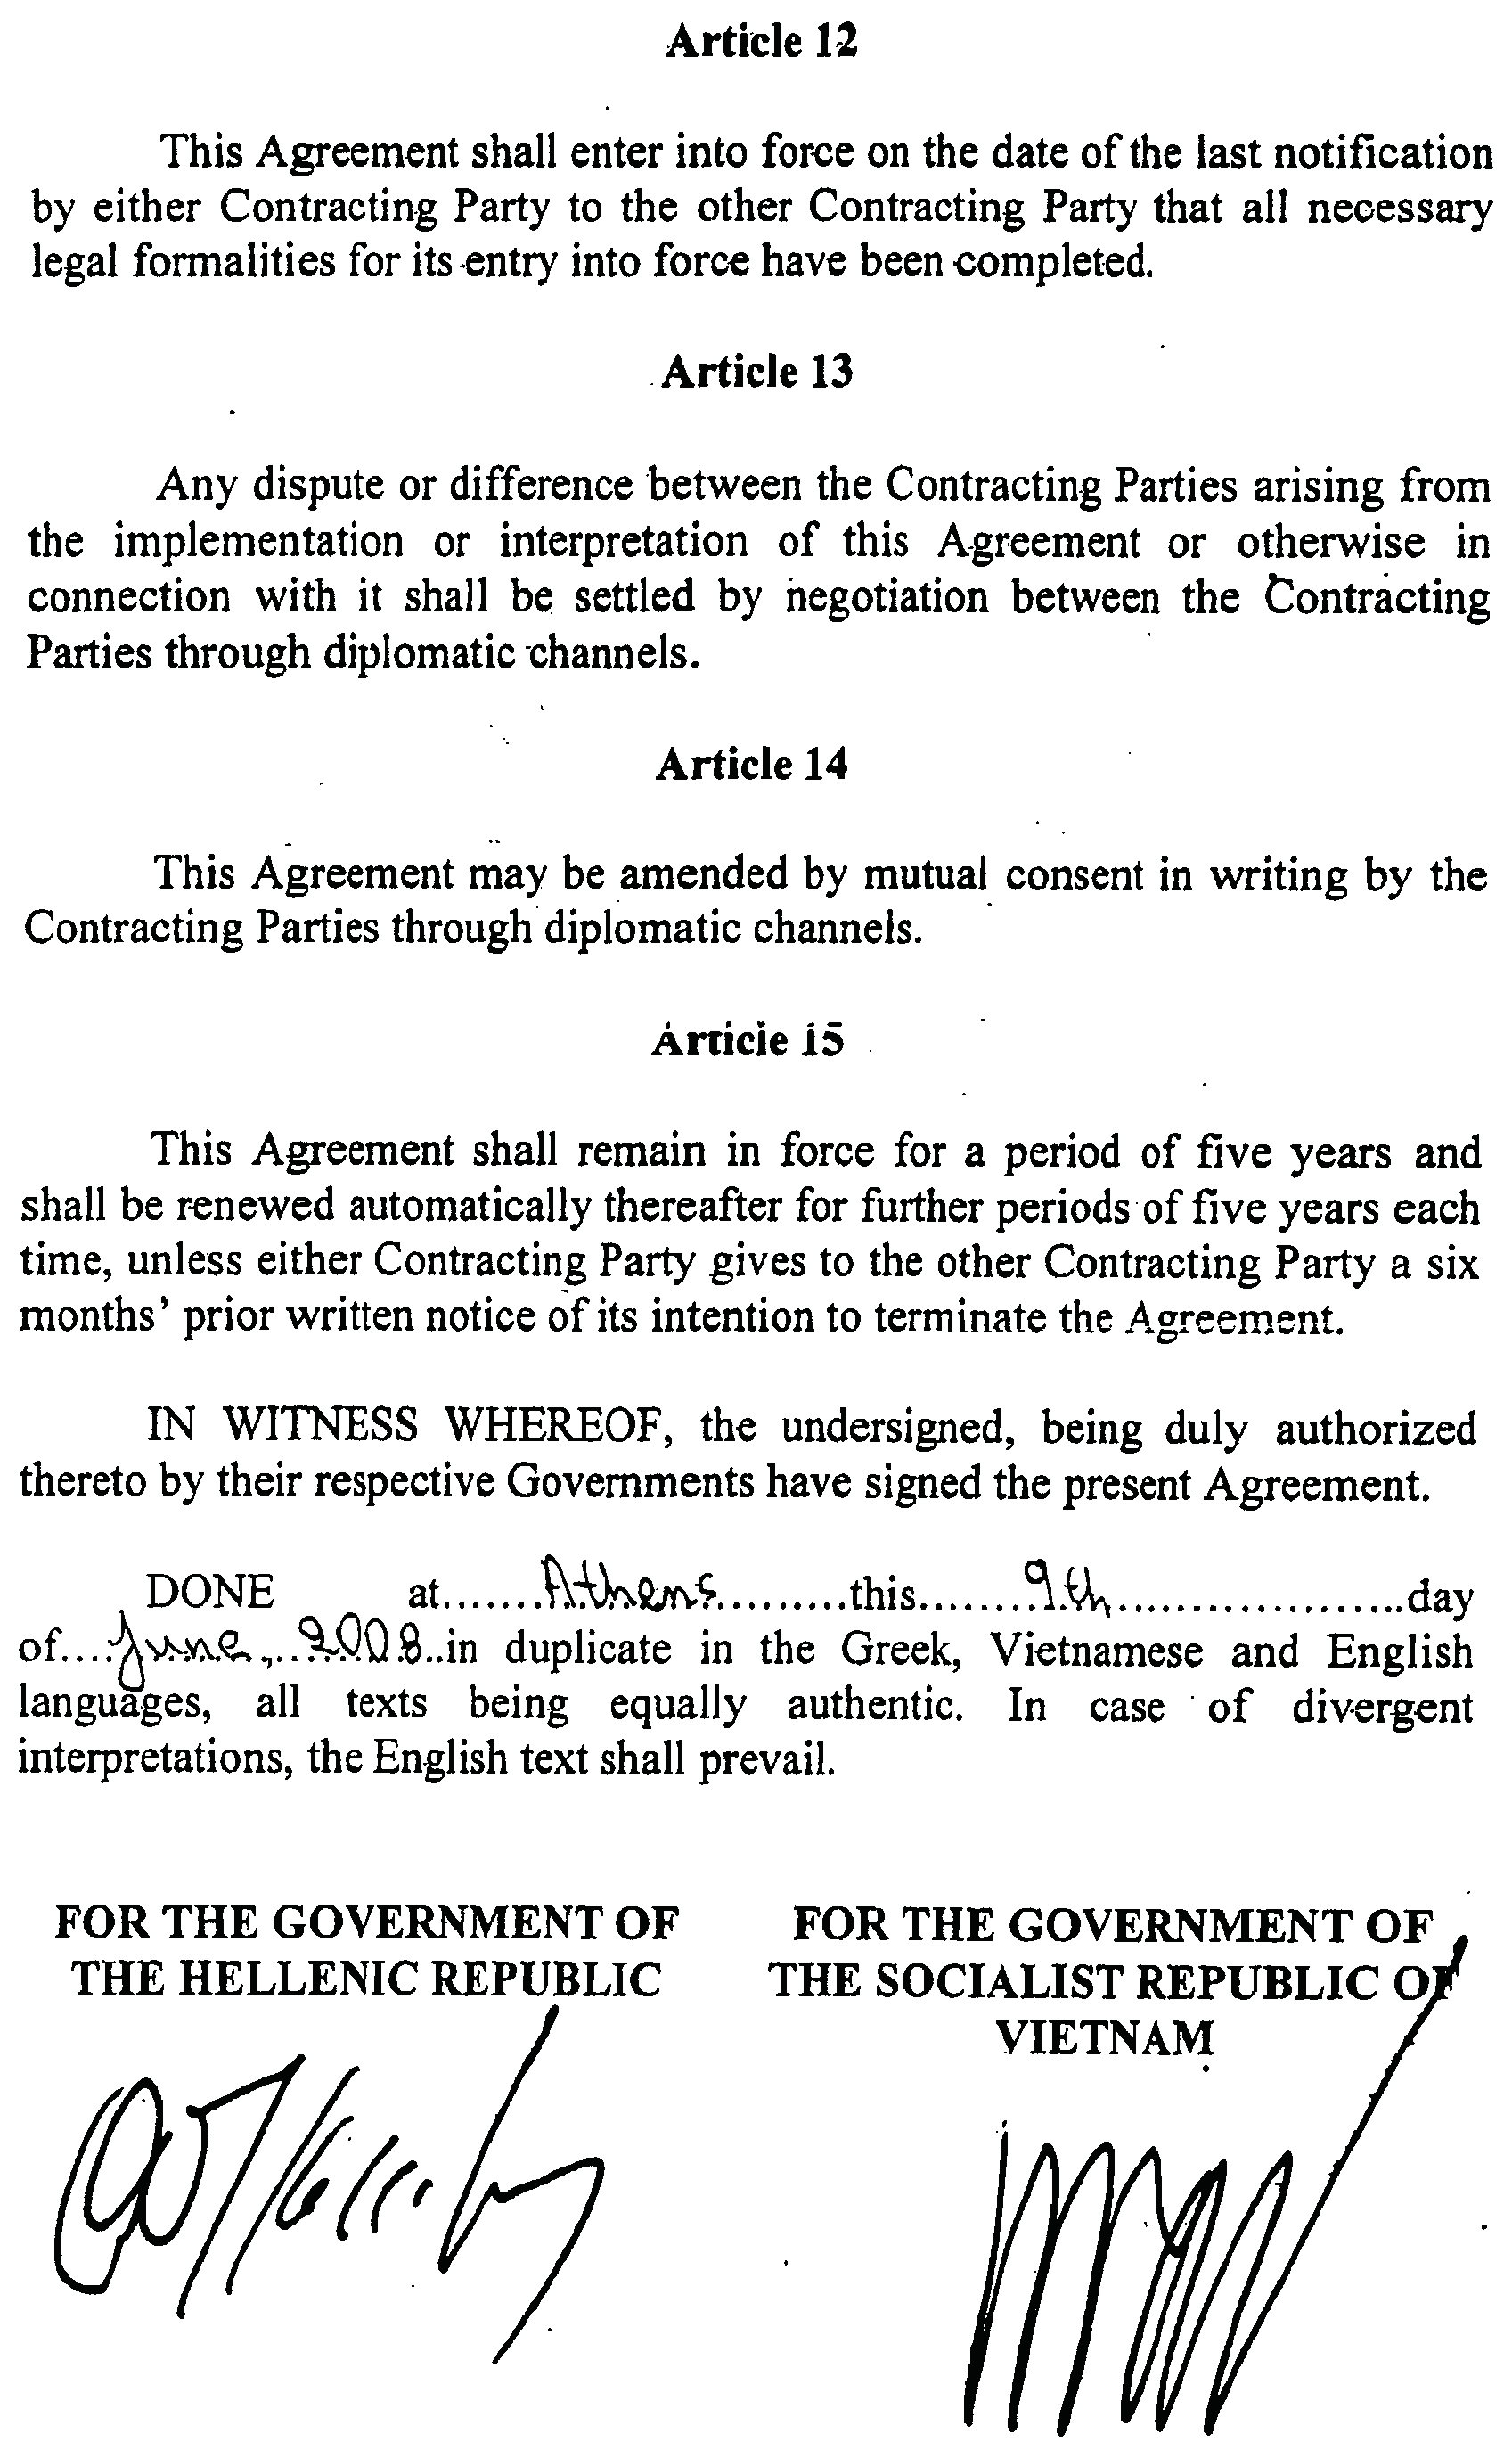 Article 12
This Agreement shall enter into force on the date of the last notification
by either Contracting Party to the other Contracting Party that all necessary
legal formalities for its entry into force have been completed.
Article 13
Any dispute or difference between the Contracting Parties arising from
the implementation or interpretation of this Agreement or otherwise in
connection with it shall be settled by negotiation between the Contracting
Parties through diplomatic channels.
Article 14
This Agreement may be amended by mutual consent in writing by the
Contracting Parties through diplomatic channels.
Article 15
This Agreement shall remain in force for a period of five years and
shall be renewed automatically thereafter for further periods of five years each
time, unless either Contracting Party gives to the other Contracting Party a six
months' prior written notice of its intention to terminate the Agreement.
IN WITNESS WHEREOF, the undersigned, being duly authorized
thereto by their respective Governments have signed the present Agreement.
DONE at.......Athens.........this........9th....................day
of....June,..2008..in duplicate in the Greek, Vietnamese and English
languages, all texts being equally authentic. In case of divergent
interpretations, the English text shall prevail.
FOR THE GOVERNMENT OF
THE HELLENIC REPUBLIC
FOR THE GOVERNMENT OF
THE SOCIALIST REPUBLIC OF
VIETNAM